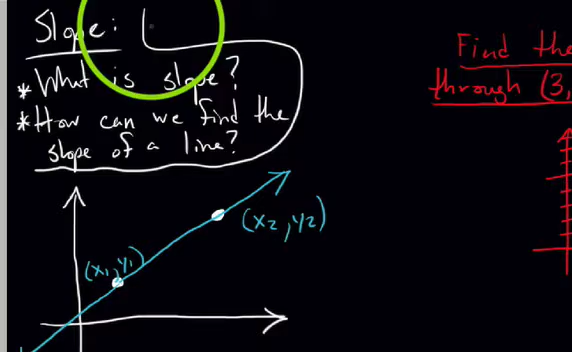 Slope:
* What is slope?
* How can we find the
slope of a line?
(x₁, y₁)
(x₂, y₂)
Find the
through (3,